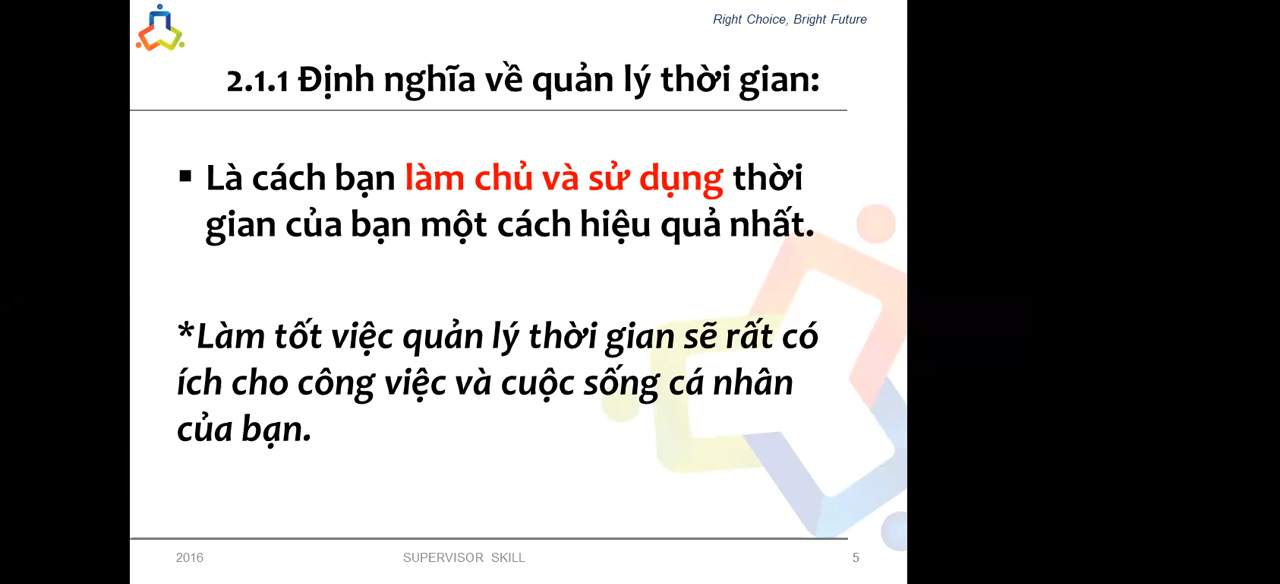 Right Choice, Bright Future
2.1.1 Định nghĩa về quản lý thời gian:
▪ Là cách bạn làm chủ và sử dụng thời
gian của bạn một cách hiệu quả nhất.
*Làm tốt việc quản lý thời gian sẽ rất có
ích cho công việc và cuộc sống cá nhân
của bạn.
2016 SUPERVISOR SKILL 5